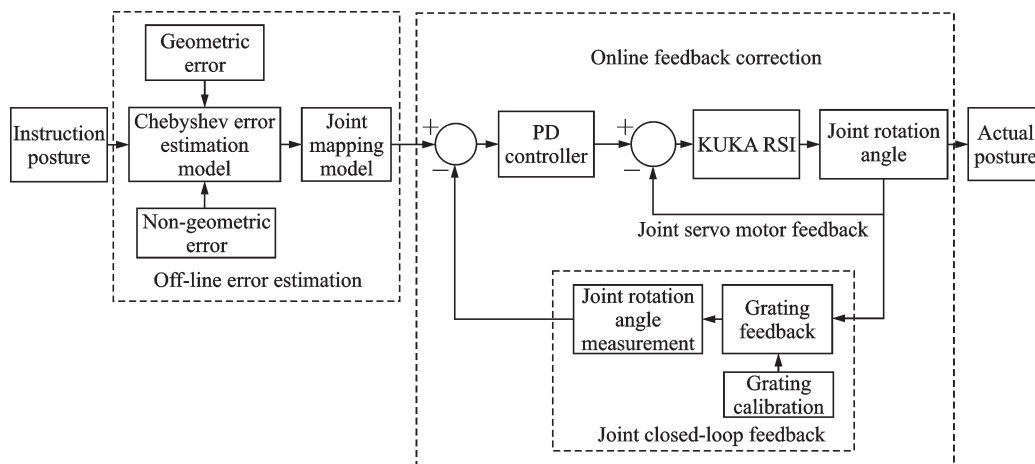 Instruction
posture
Geometric
error
Chebyshev error
estimation
model
Non-geometric
error
Joint
mapping
model
Off-line error estimation
Online feedback correction
+
−
PD
controller
+
−
KUKA RSI
Joint rotation
angle
Actual
posture
Joint servo motor feedback
Joint rotation
angle
measurement
Grating
feedback
Grating
calibration
Joint closed-loop feedback